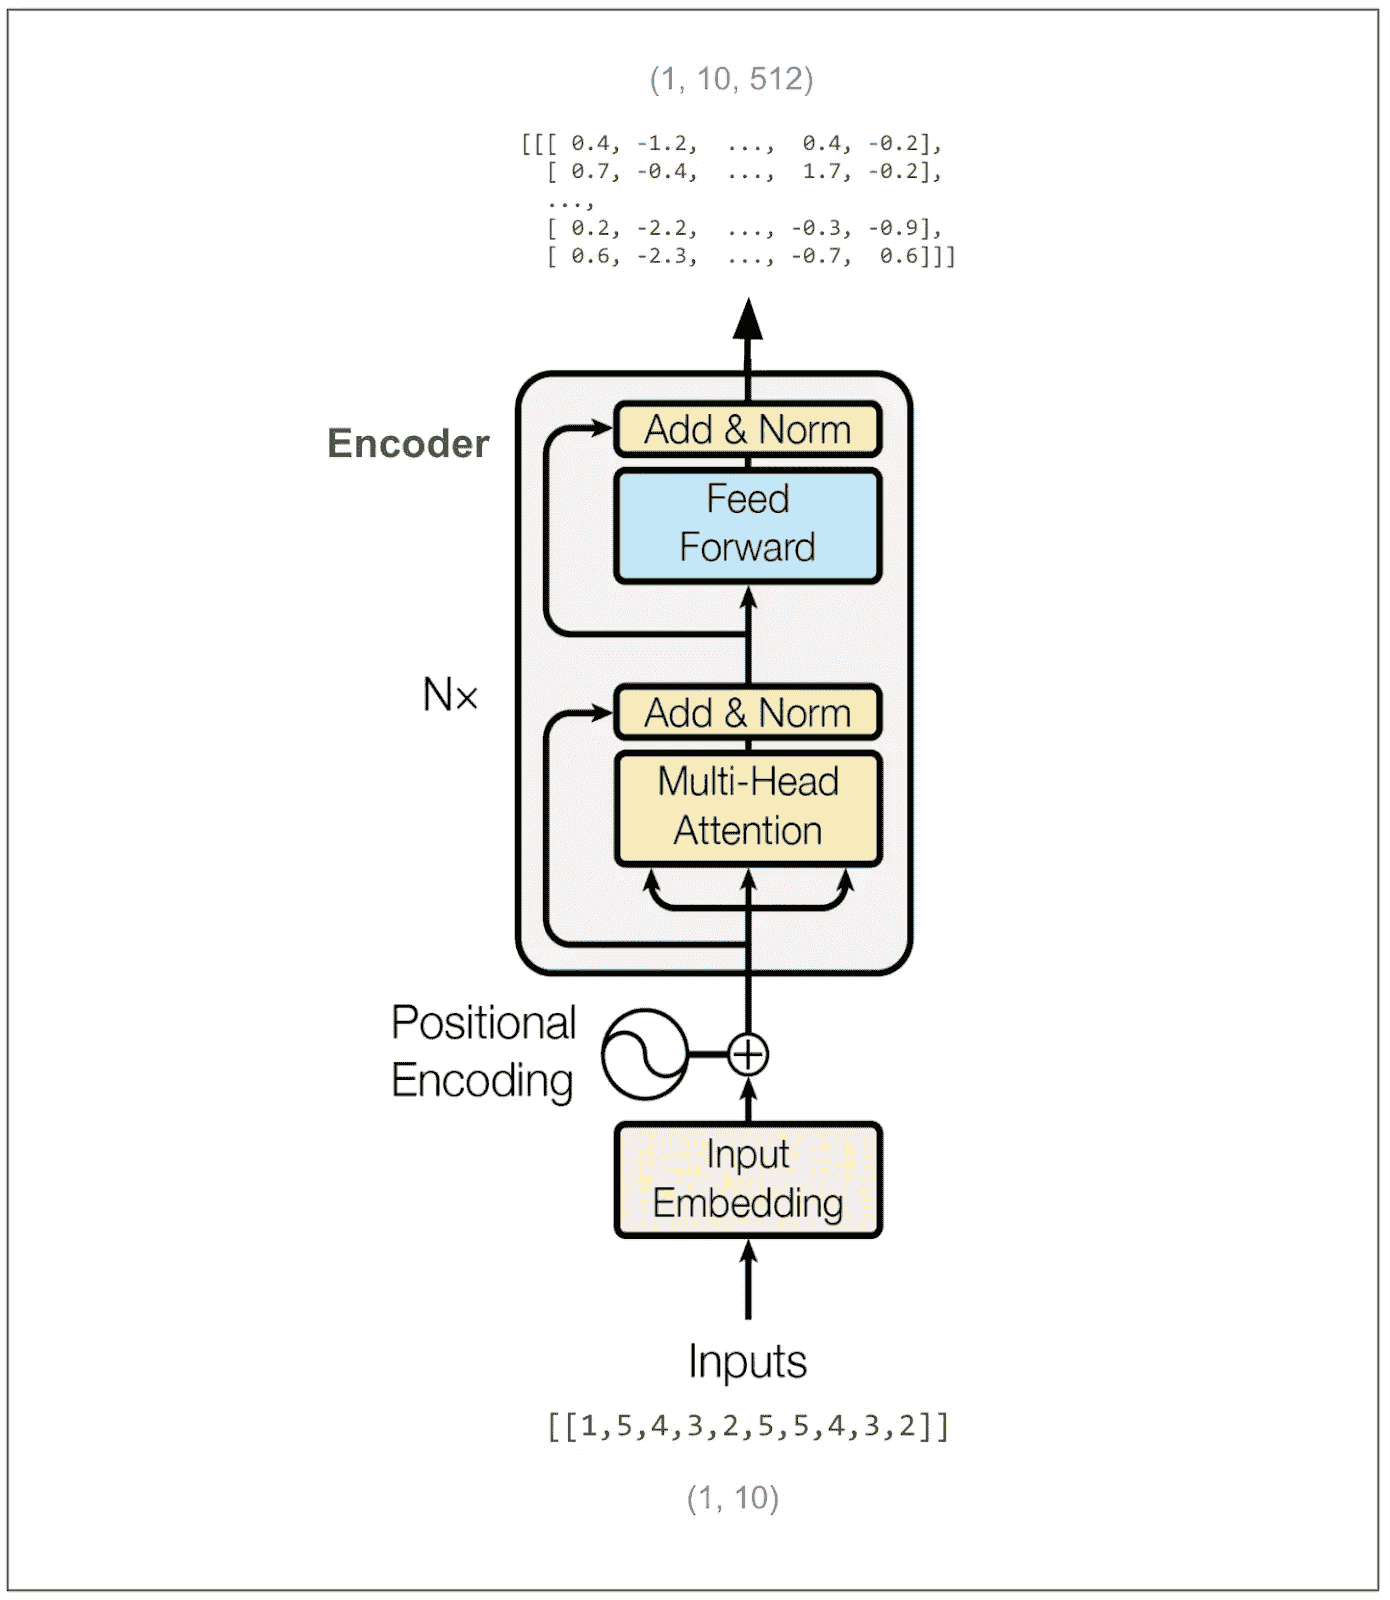 (1, 10, 512)
[[[ 0.4, -1.2,  ...,  0.4, -0.2],
[ 0.7, -0.4,  ...,  1.7, -0.2],
...,
[ 0.2, -2.2,  ..., -0.3, -0.9],
[ 0.6, -2.3,  ..., -0.7,  0.6]]]
Encoder
Add & Norm
Feed
Forward
N×
Add & Norm
Multi-Head
Attention
Positional
Encoding
Input
Embedding
Inputs
[[1,5,4,3,2,5,5,4,3,2]]
(1, 10)